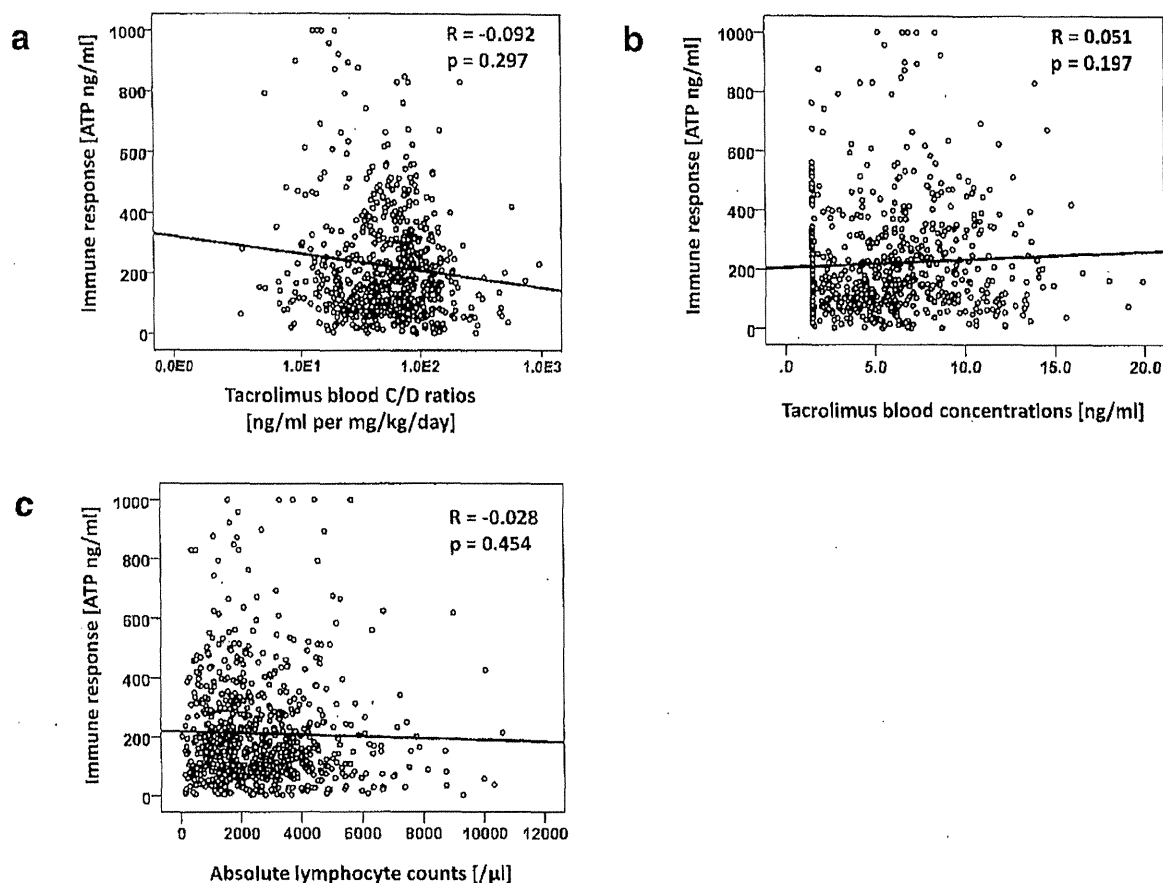 a
R = -0.092
p = 0.297
Immune response [ATP ng/ml]
1000
800
600
400
200
0
0.0E0 1.0E1 1.0E2 1.0E3
Tacrolimus blood C/D ratios
[ng/ml per mg/kg/day]
b
R = 0.051
p = 0.197
Immune response [ATP ng/ml]
1000
800
600
400
200
0
.0 5.0 10.0 15.0 20.0
Tacrolimus blood concentrations [ng/ml]
c
R = -0.028
p = 0.454
Immune response [ATP ng/ml]
1000
800
600
400
200
0
0 2000 4000 6000 8000 10000 12000
Absolute lymphocyte counts [/μl]